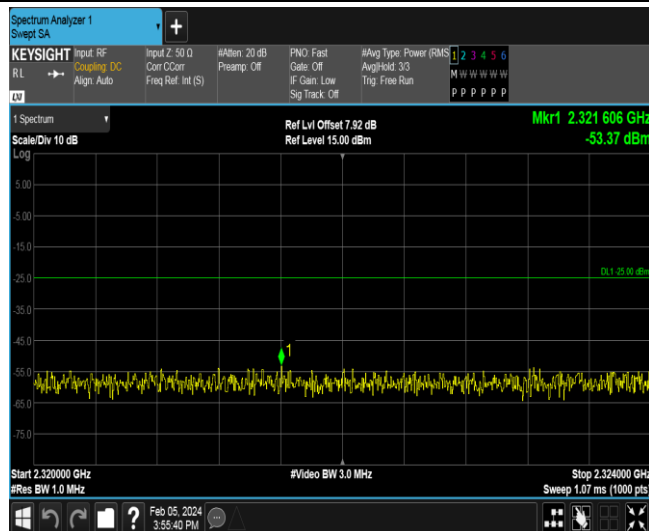 Spectrum Analyzer 1
Swept SA
+
KEYSIGHT Input: RF Input Z: 50 Ω #Atten: 20 dB PNO: Fast #Avg Type: Power (RMS 1 2 3 4 5 6
RL Coupling: DC Corr CCorr Preamp: Off Gate: Off Avg|Hold: 3/3 M W W W W W
Align: Auto Freq Ref: Int (S) IF Gain: Low Trig: Free Run P P P P P P
Sig Track: Off
1 Spectrum Ref Lvl Offset 7.92 dB Mkr1 2.321 606 GHz
Scale/Div 10 dB Ref Level 15.00 dBm -53.37 dBm
Log
5.00
-5.00
-15.0
DL1 -25.00 dBm
-25.0
-35.0
-45.0
1
-55.0
-65.0
-75.0
Start 2.320000 GHz #Video BW 3.0 MHz Stop 2.324000 GHz
#Res BW 1.0 MHz Sweep 1.07 ms (1000 pts)
? Feb 05, 2024
3:55:40 PM